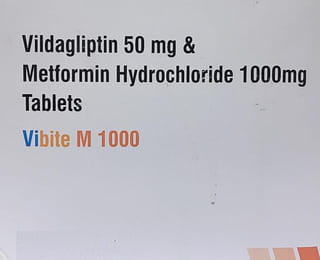 Vildagliptin 50 mg &
Metformin Hydrochloride 1000mg
Tablets
Vibite M 1000